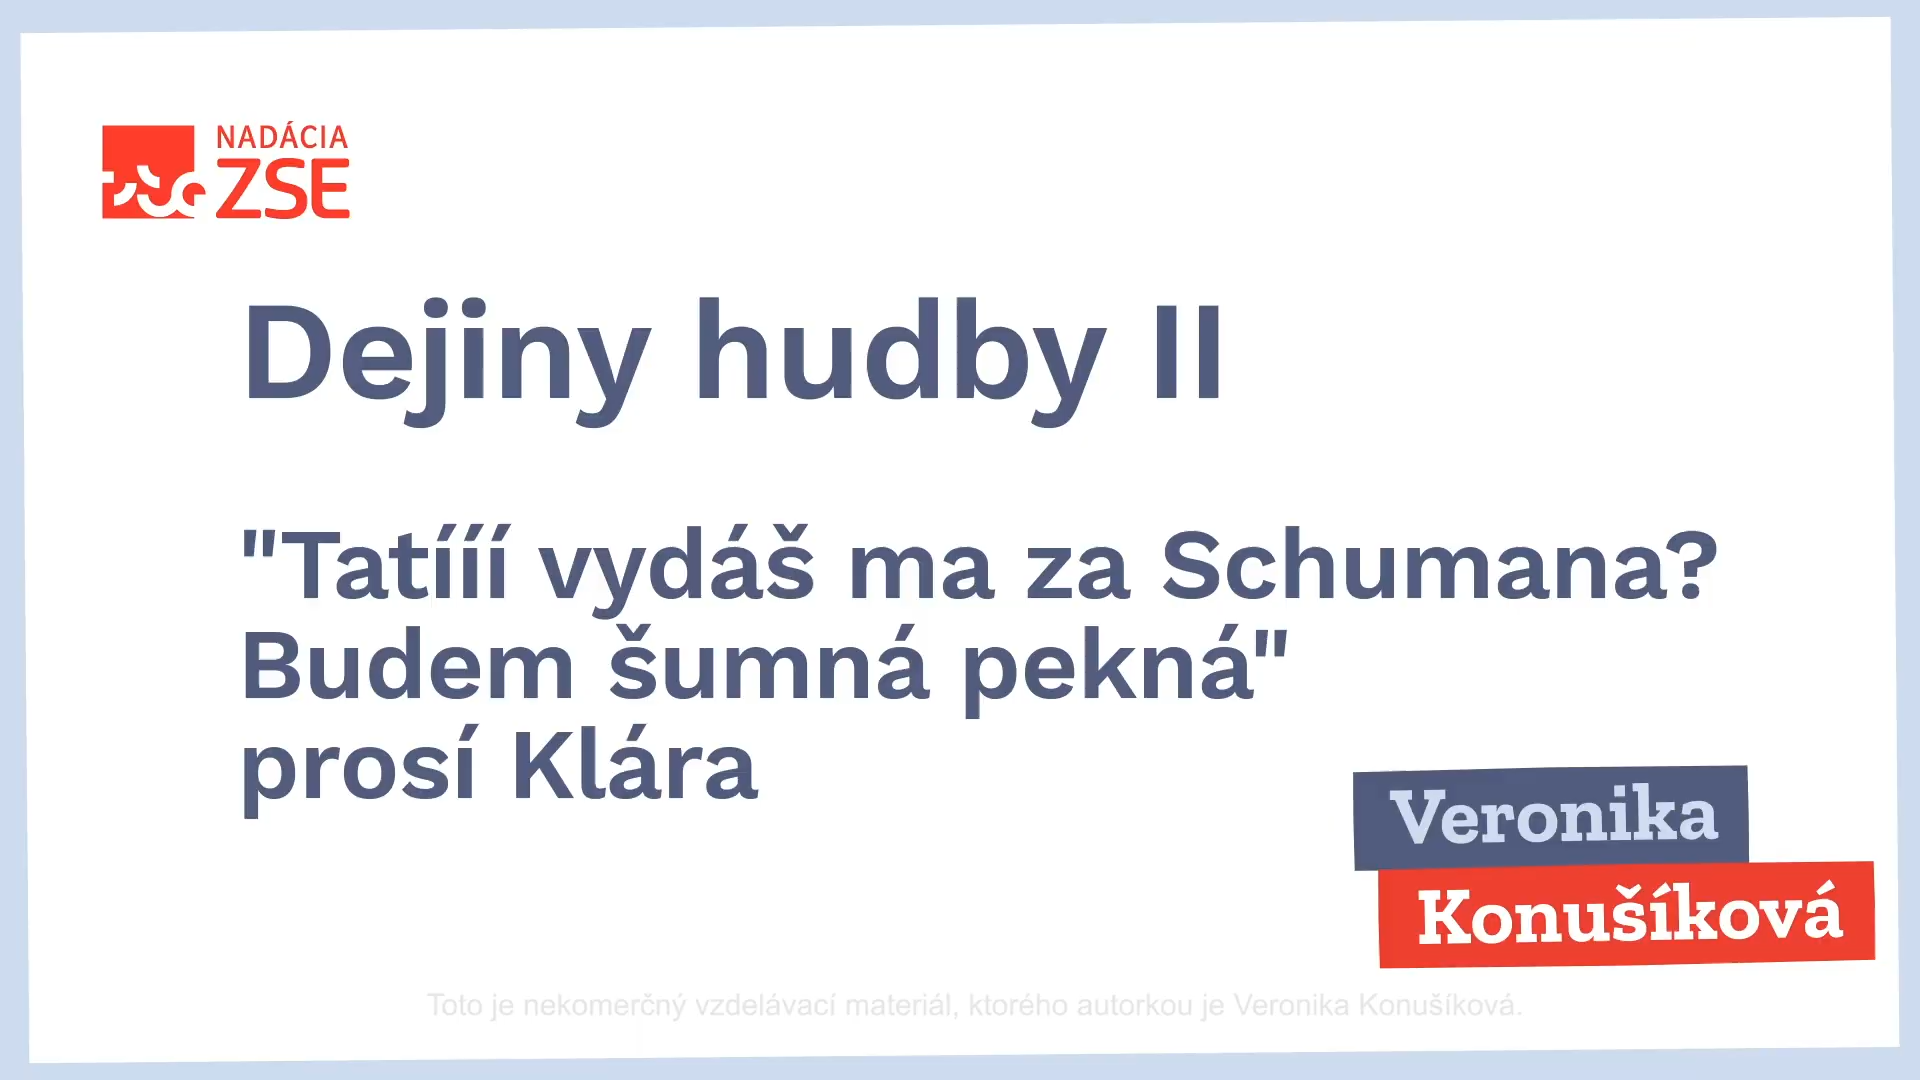 NADÁCIA
ZSE
Dejiny hudby II
"Tatííí vydáš ma za Schumana?
Budem šumná pekná"
prosí Klára
Veronika
Konušíková
Toto je nekomerčný vzdelávací materiál, ktorého autorkou je Veronika Konušíková.